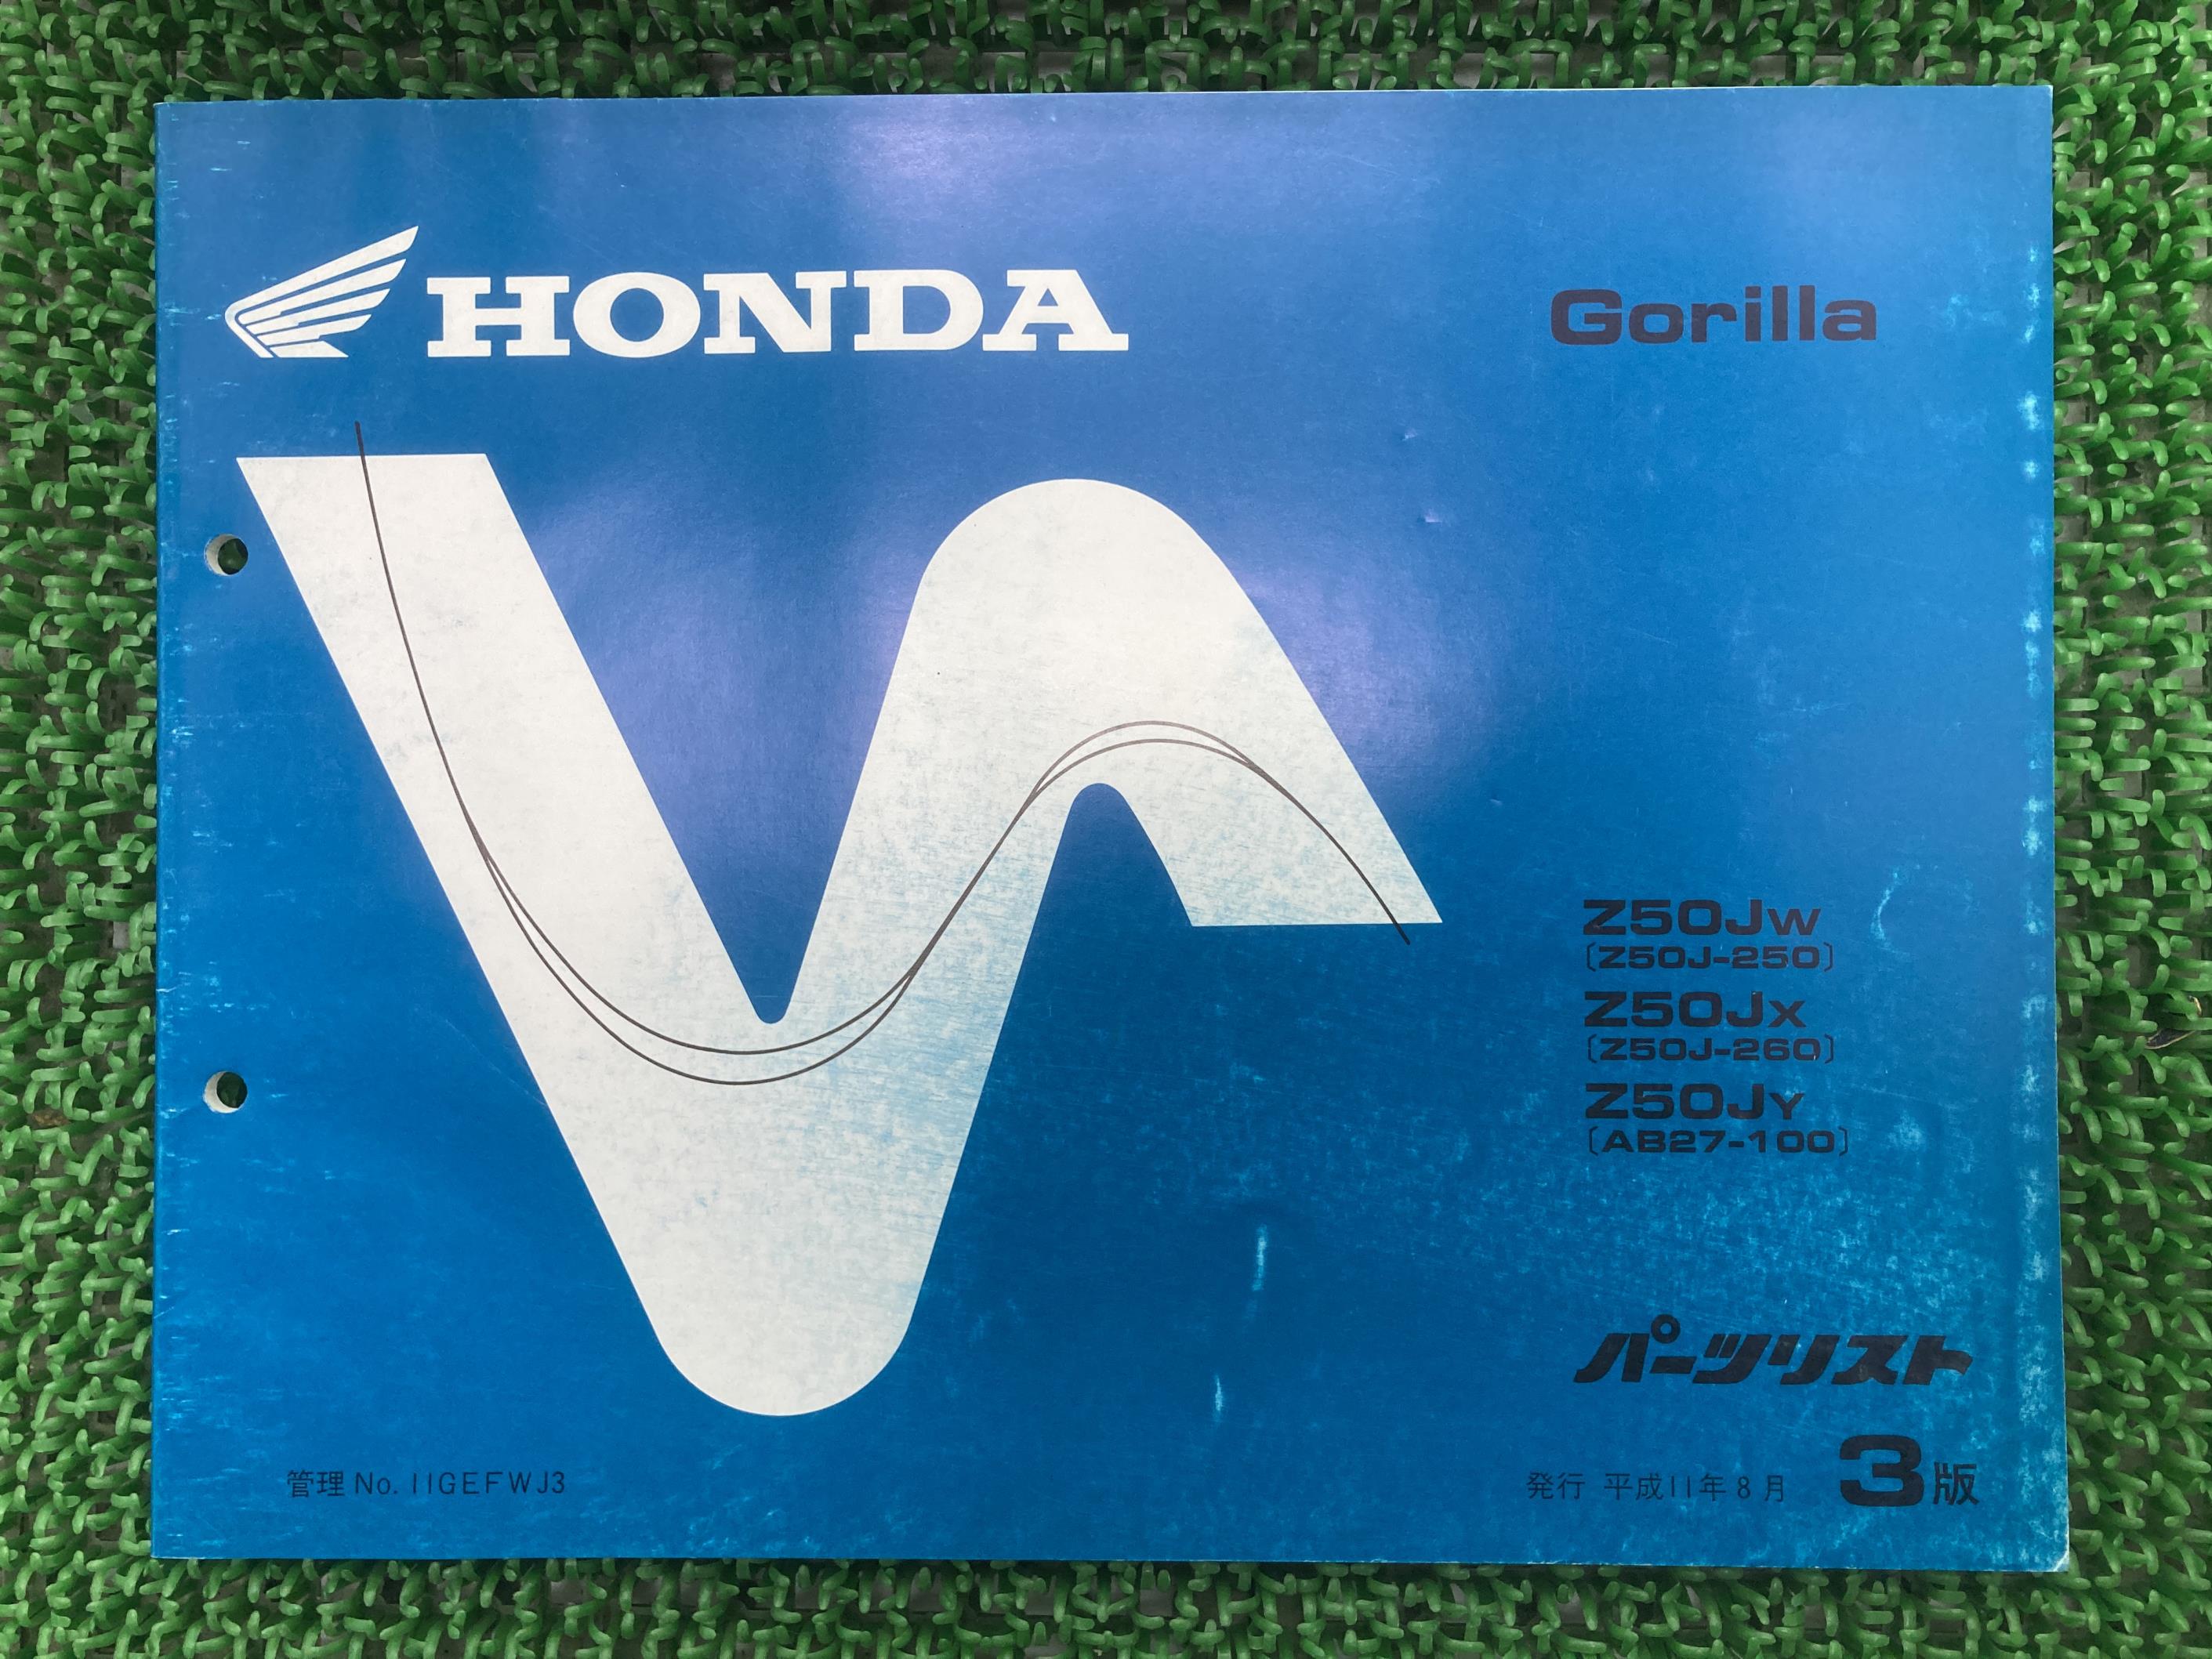 HONDA
Gorilla
Z50JW
〔Z50J-250〕
Z50JX
〔Z50J-260〕
Z50JY
〔AB27-100〕
パーツリスト
管理 No. 11GEFWJ3
発行 平成11年8月 3版